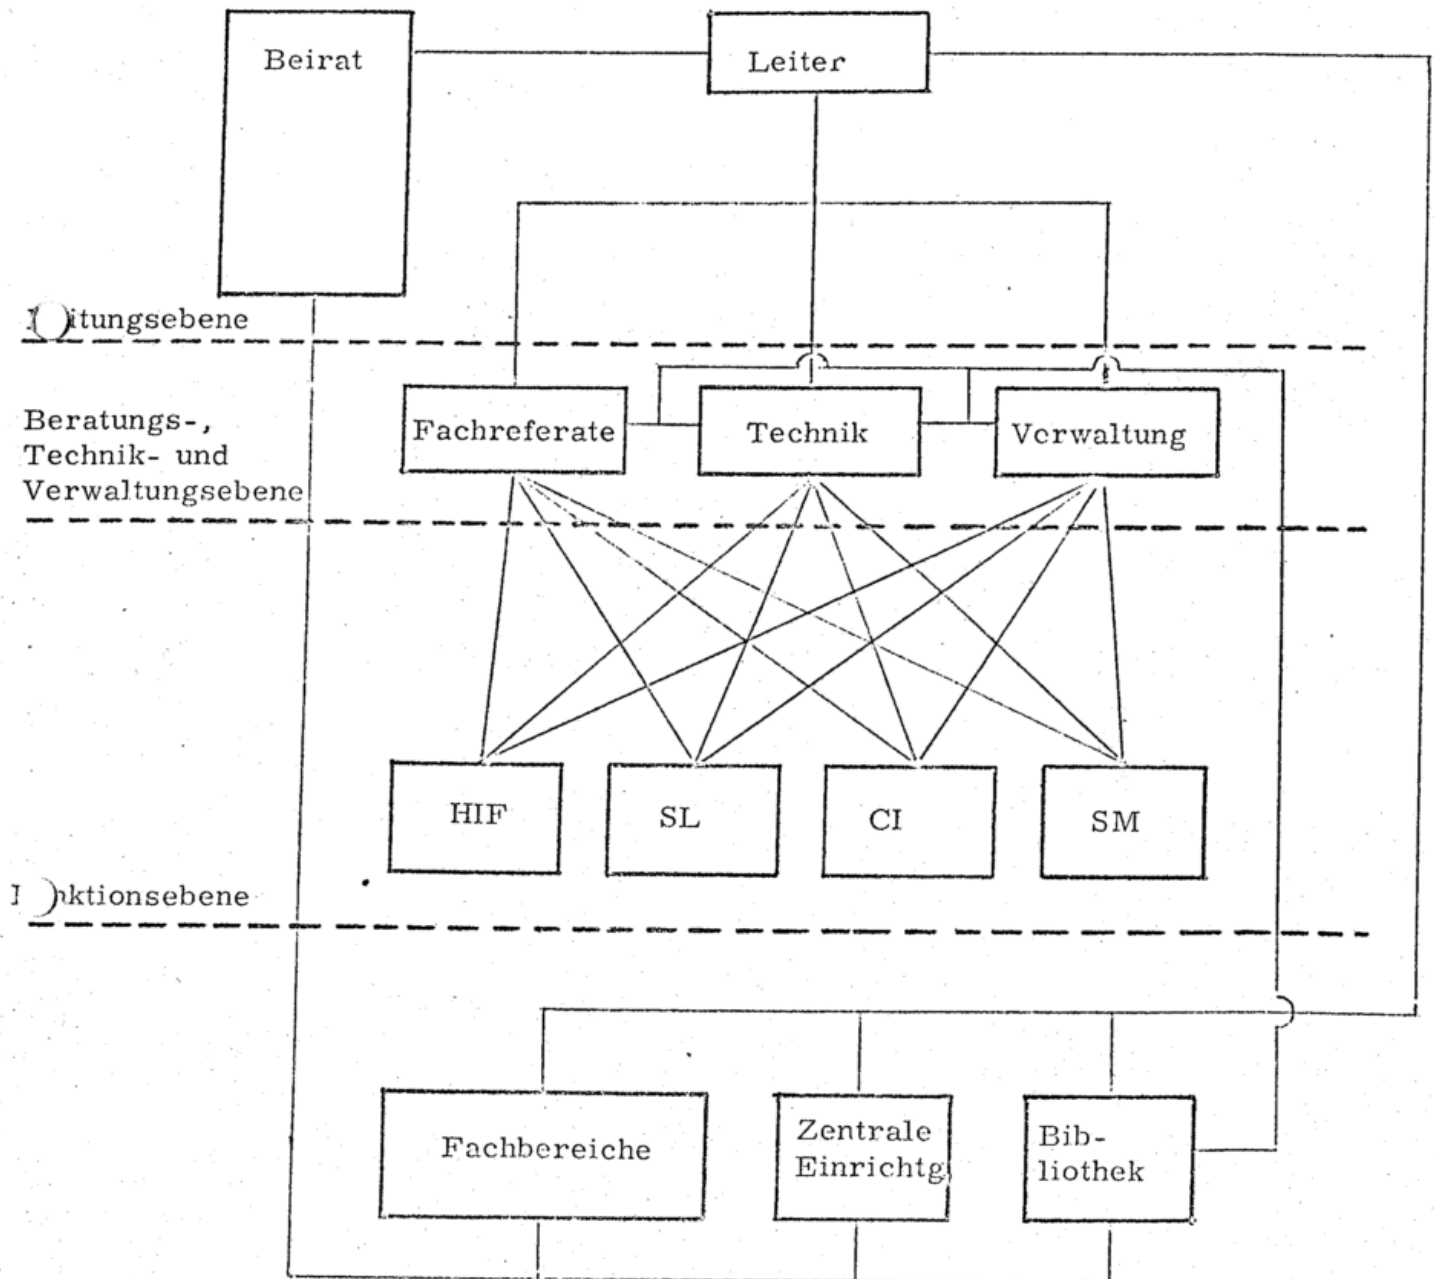 Beirat
Leiter
itungsebene
Beratungs-,
Technik- und
Verwaltungsebene
Fachreferate
Technik
Verwaltung
HIF
SL
CI
SM
nktionsebene
Fachbereiche
Zentrale
Einrichtg
Bib-
liothek